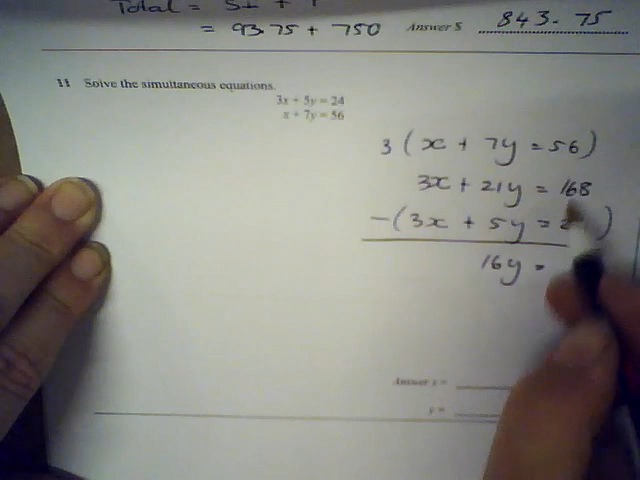 Total =
= 93.75 + 750 Answer $ 843.75
11 Solve the simultaneous equations.
3x + 5y = 24
x + 7y = 56
3 ( x + 7y = 56 )
3x + 21y = 168
- ( 3x + 5y = )
16y =
Answer x =
y =